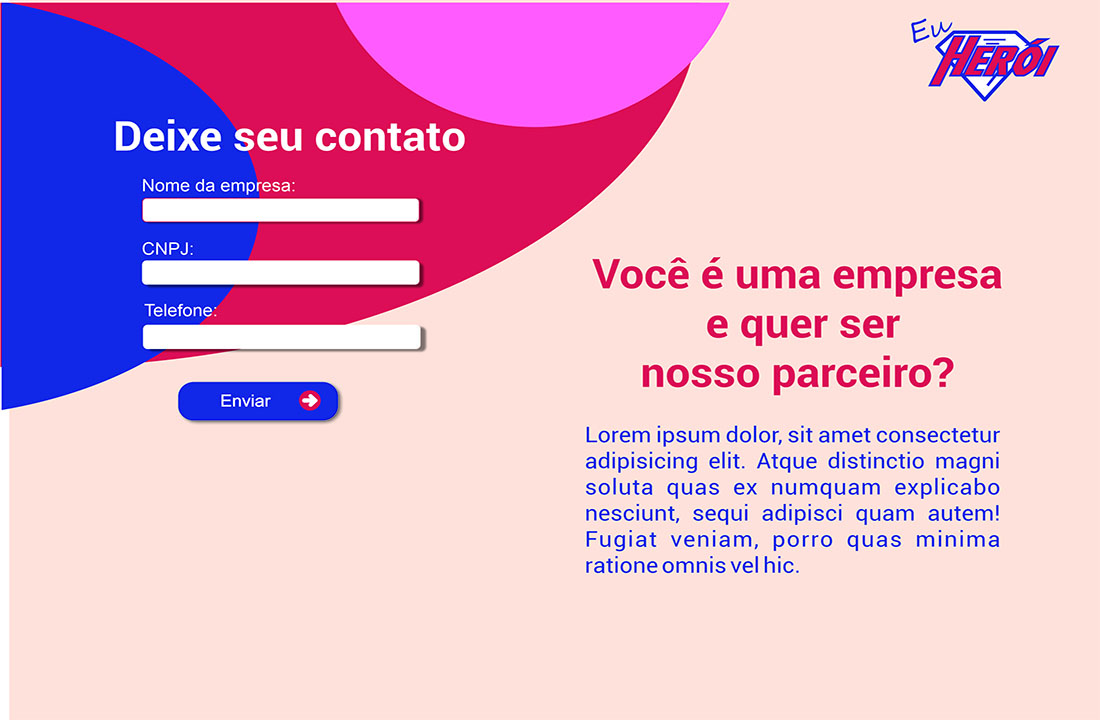 Eu
HERÓI
Deixe seu contato
Nome da empresa:
CNPJ:
Telefone:
Enviar
Você é uma empresa
e quer ser
nosso parceiro?
Lorem ipsum dolor, sit amet consectetur
adipisicing elit. Atque distinctio magni
soluta quas ex numquam explicabo
nesciunt, sequi adipisci quam autem!
Fugiat veniam, porro quas minima
ratione omnis vel hic.